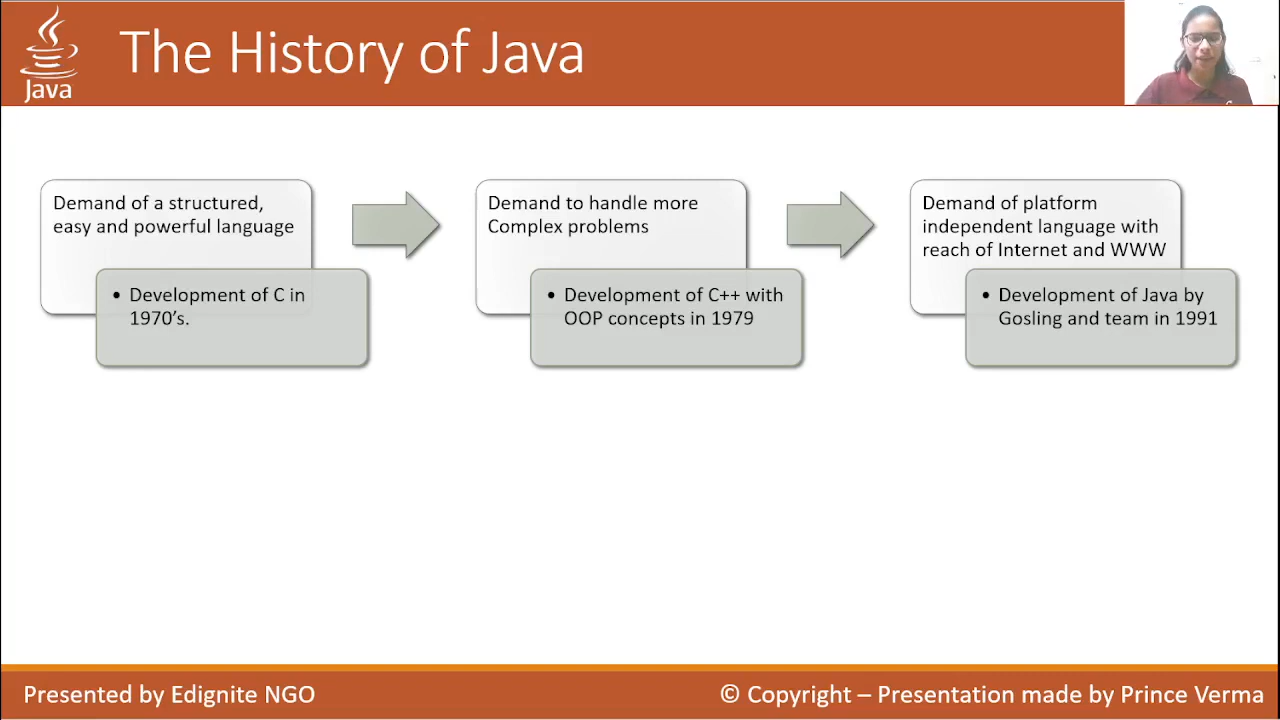 The History of Java
Java
Demand of a structured,
easy and powerful language
• Development of C in
1970's.
Demand to handle more
Complex problems
• Development of C++ with
OOP concepts in 1979
Demand of platform
independent language with
reach of Internet and WWW
• Development of Java by
Gosling and team in 1991
Presented by Edignite NGO
© Copyright – Presentation made by Prince Verma